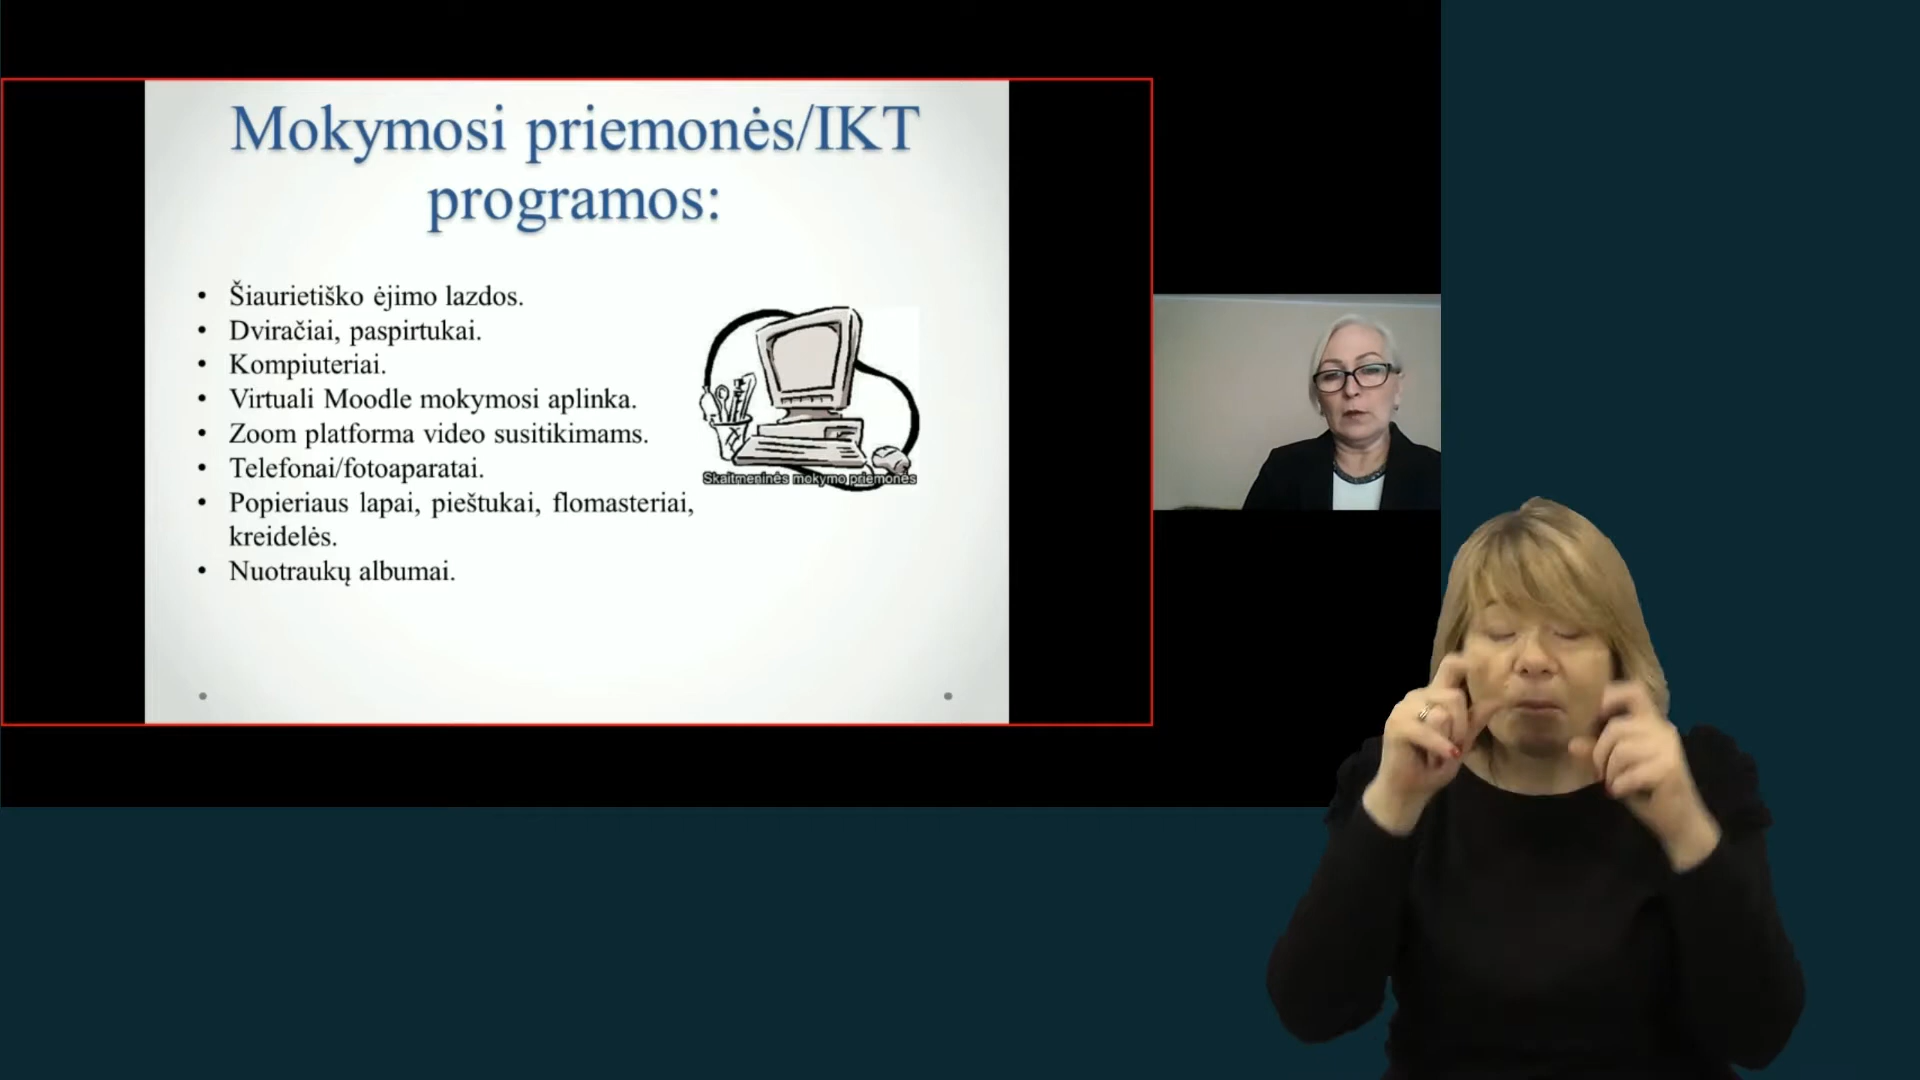 Mokymosi priemonės/IKT
programos:
• Šiaurietiško ėjimo lazdos.
• Dviračiai, paspirtukai.
• Kompiuteriai.
• Virtuali Moodle mokymosi aplinka.
• Zoom platforma video susitikimams.
• Telefonai/fotoaparatai.
• Popieriaus lapai, pieštukai, flomasteriai,
kreidelės.
• Nuotraukų albumai.
Skaitmeninės mokymo priemonės